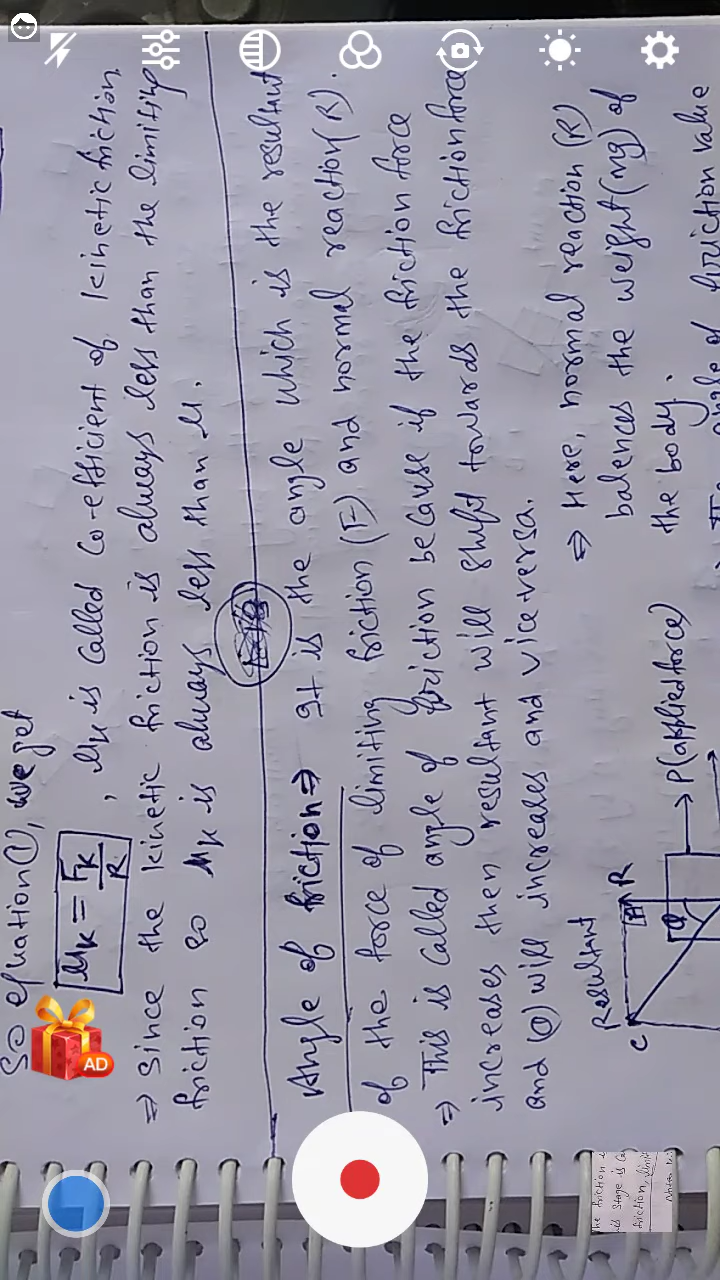 So equation ①, we get
μk = Fk/R , μk is called co-efficient of kinetic friction
⇒ Since the kinetic friction is always less than the limiting
friction so μk is always less than μ.
Angle of friction ⇒ It is the angle which is the resultant
of the force of limiting friction (F) and normal reaction (R).
⇒ This is called angle of friction because if the friction force
increases then resultant will shift towards the friction force
and (θ) will increases and vice versa.
Resultant
C
R
θ
P(applied force)
⇒ Here, normal reaction (R)
balences the weight (mg) of
the body.
angle of friction value
AD